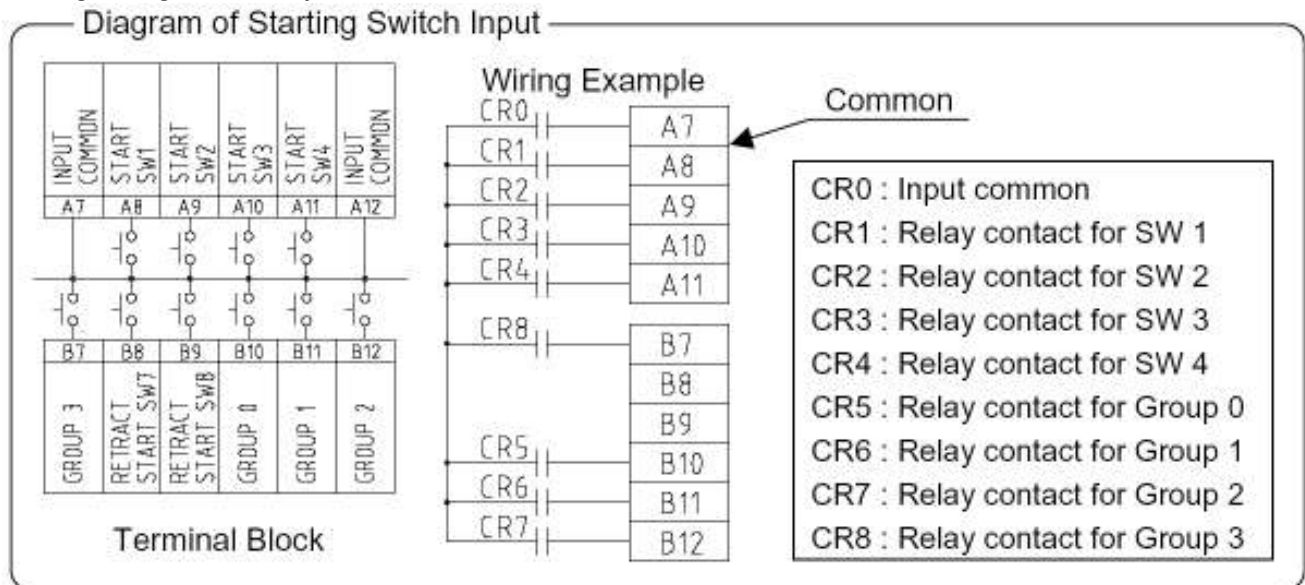 Diagram of Starting Switch Input
INPUT COMMON
START SW1
START SW2
START SW3
START SW4
INPUT COMMON
A7 A8 A9 A10 A11 A12
B7 B8 B9 B10 B11 B12
GROUP 3
RETRACT START SW7
RETRACT START SW8
GROUP 0
GROUP 1
GROUP 2
Terminal Block
Wiring Example
Common
CR0 A7
CR1 A8
CR2 A9
CR3 A10
CR4 A11
CR8 B7
B8
B9
CR5 B10
CR6 B11
CR7 B12
CR0 : Input common
CR1 : Relay contact for SW 1
CR2 : Relay contact for SW 2
CR3 : Relay contact for SW 3
CR4 : Relay contact for SW 4
CR5 : Relay contact for Group 0
CR6 : Relay contact for Group 1
CR7 : Relay contact for Group 2
CR8 : Relay contact for Group 3